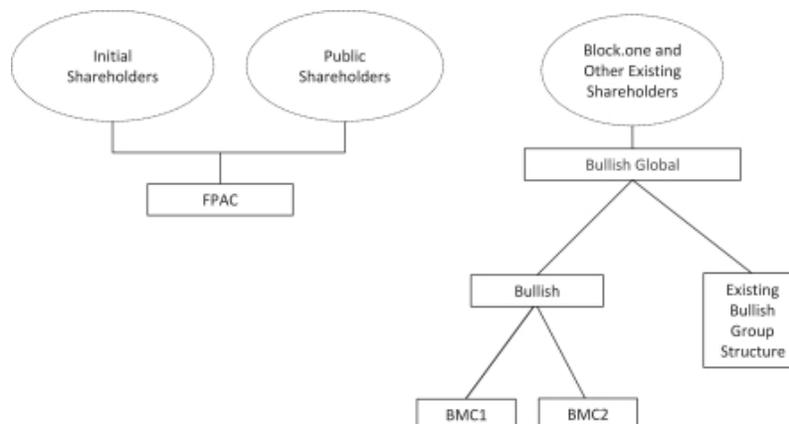 Initial
Shareholders
Public
Shareholders
Block.one and
Other Existing
Shareholders
Bullish Global
FPAC
Bullish
Existing
Bullish
Group
Structure
BMC1
BMC2